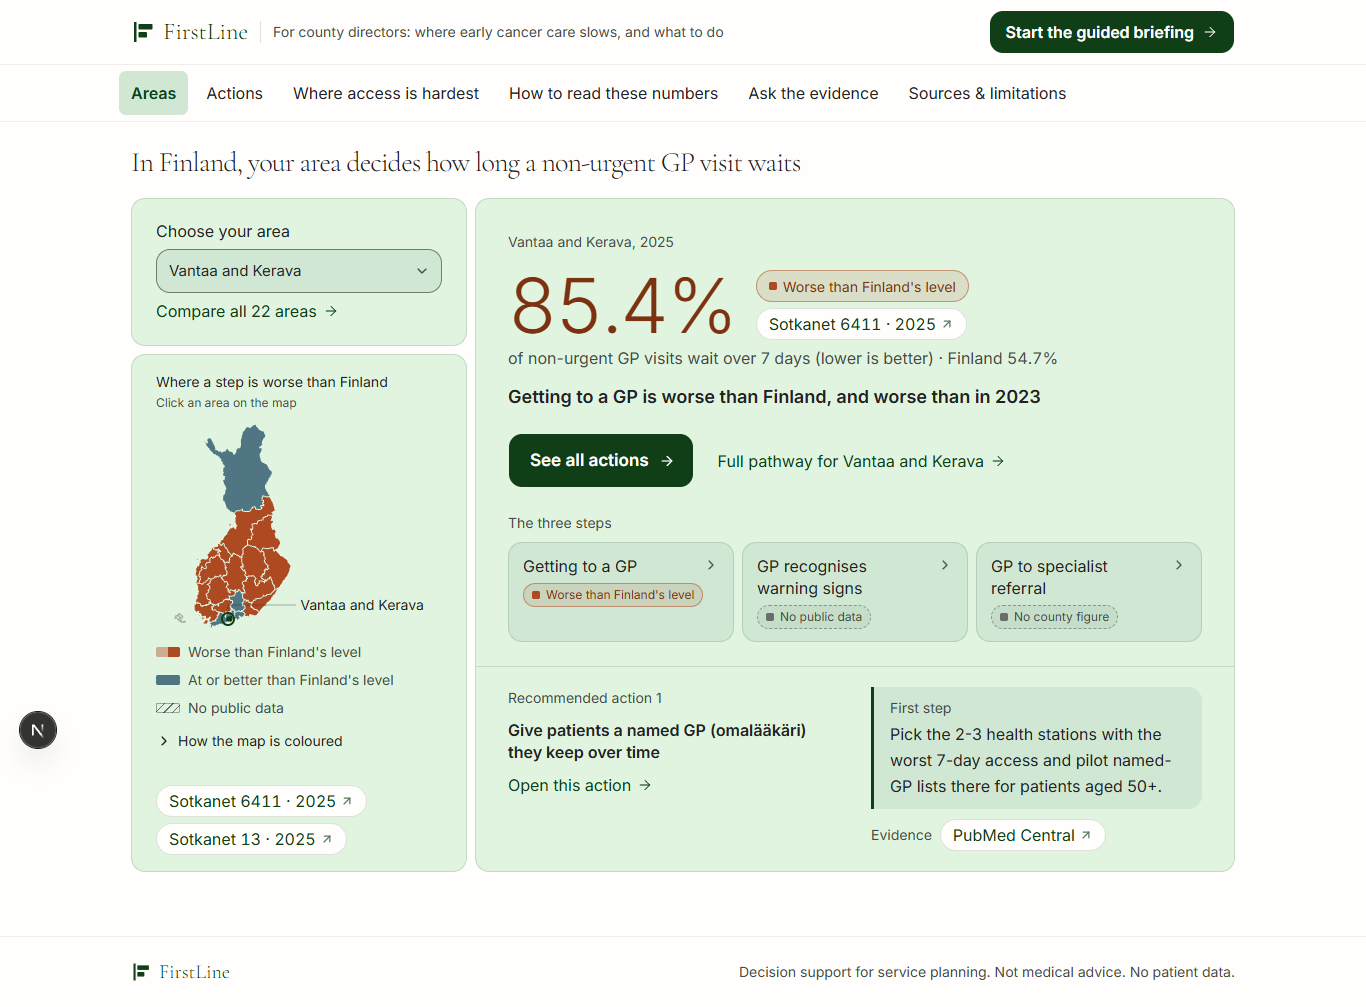 FirstLine
For county directors: where early cancer care slows, and what to do
Start the guided briefing →
Areas
Actions
Where access is hardest
How to read these numbers
Ask the evidence
Sources & limitations
In Finland, your area decides how long a non-urgent GP visit waits
Choose your area
Vantaa and Kerava
Compare all 22 areas →
Where a step is worse than Finland
Click an area on the map
Vantaa and Kerava
Worse than Finland's level
At or better than Finland's level
No public data
How the map is coloured
Sotkanet 6411 · 2025 ↗
Sotkanet 13 · 2025 ↗
Vantaa and Kerava, 2025
85.4%
Worse than Finland's level
Sotkanet 6411 · 2025 ↗
of non-urgent GP visits wait over 7 days (lower is better) · Finland 54.7%
Getting to a GP is worse than Finland, and worse than in 2023
See all actions →
Full pathway for Vantaa and Kerava →
The three steps
Getting to a GP
Worse than Finland's level
GP recognises
warning signs
No public data
GP to specialist
referral
No county figure
Recommended action 1
Give patients a named GP (omalääkäri)
they keep over time
Open this action →
First step
Pick the 2-3 health stations with the
worst 7-day access and pilot named-
GP lists there for patients aged 50+.
Evidence
PubMed Central ↗
N
FirstLine
Decision support for service planning. Not medical advice. No patient data.